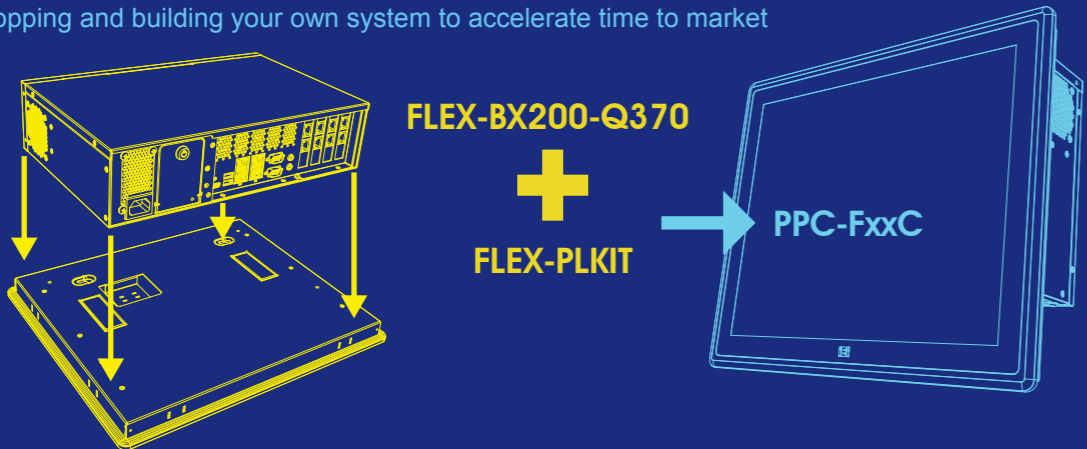 opping and building your own system to accelerate time to market
FLEX-BX200-Q370
FLEX-PLKIT
PPC-FxxC